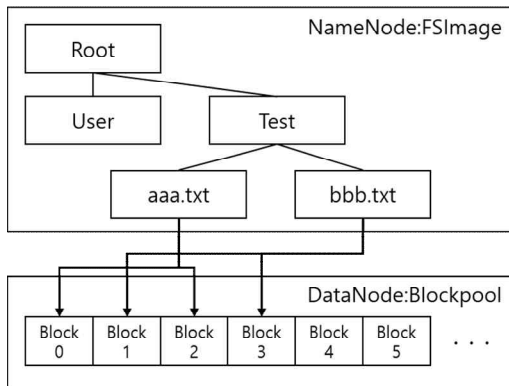 NameNode:FSImage
Root
User
Test
aaa.txt
bbb.txt
DataNode:Blockpool
Block
0
Block
1
Block
2
Block
3
Block
4
Block
5
. . .